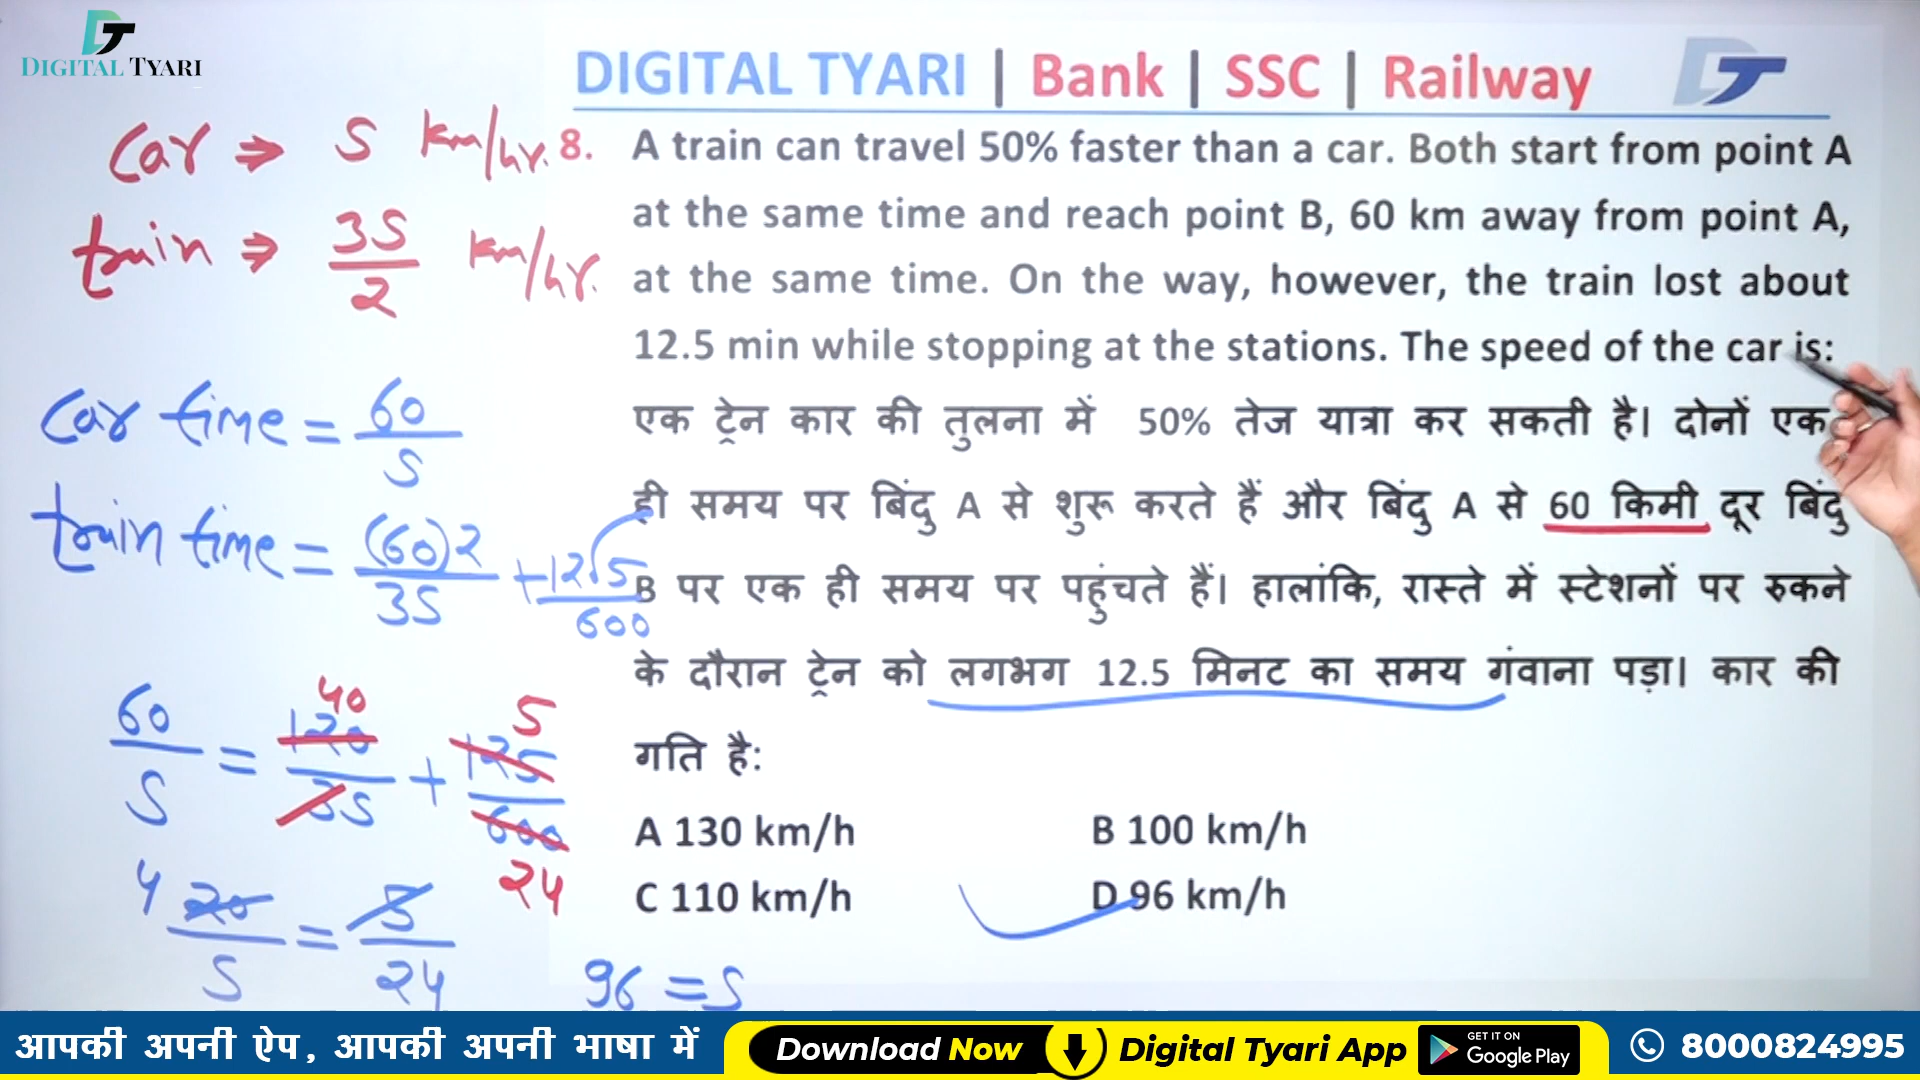 DIGITAL TYARI
DIGITAL TYARI | Bank | SSC | Railway
8. A train can travel 50% faster than a car. Both start from point A
at the same time and reach point B, 60 km away from point A,
at the same time. On the way, however, the train lost about
12.5 min while stopping at the stations. The speed of the car is:
एक ट्रेन कार की तुलना में 50% तेज यात्रा कर सकती है। दोनों एक
ही समय पर बिंदु A से शुरू करते हैं और बिंदु A से 60 किमी दूर बिंदु
B पर एक ही समय पर पहुंचते हैं। हालांकि, रास्ते में स्टेशनों पर रुकने
के दौरान ट्रेन को लगभग 12.5 मिनट का समय गंवाना पड़ा। कार की
गति है:
A 130 km/h B 100 km/h
C 110 km/h D 96 km/h
car ⇒ S km/hr.
train ⇒ 3S/2 km/hr.
car time = 60/S
train time = (60)2/3S + 12.5/600
60/S = 120/3S + 125/600
40 5 24
4 20/S = 5/24
96 = S
आपकी अपनी ऐप, आपकी अपनी भाषा में
Download Now
Digital Tyari App
GET IT ON
Google Play
8000824995